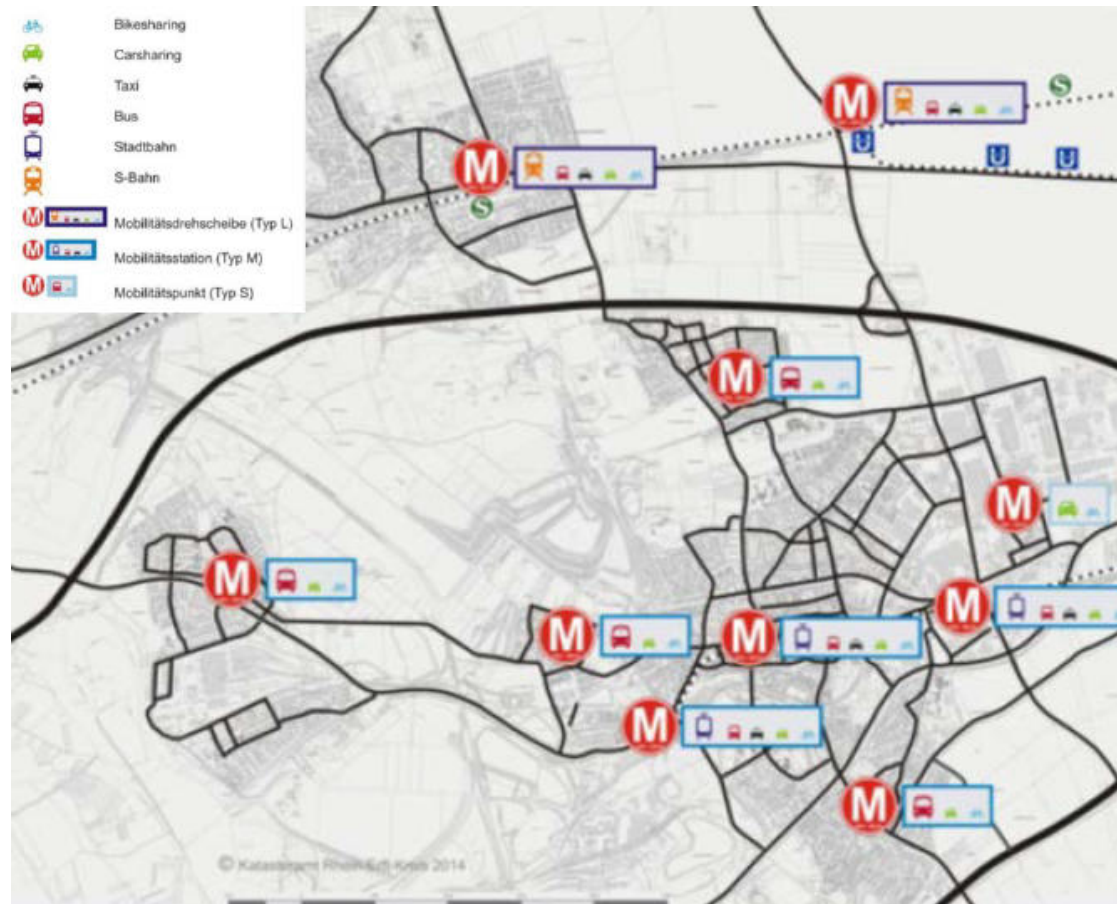 Bikesharing
Carsharing
Taxi
Bus
Stadtbahn
S-Bahn
M Mobilitätsdrehscheibe (Typ L)
M Mobilitätsstation (Typ M)
M Mobilitätspunkt (Typ S)
S
M
U
U
U
M
S
M
M
M
M
M
M
M
M
© Katasteramt Rhein-Erft-Kreis 2014